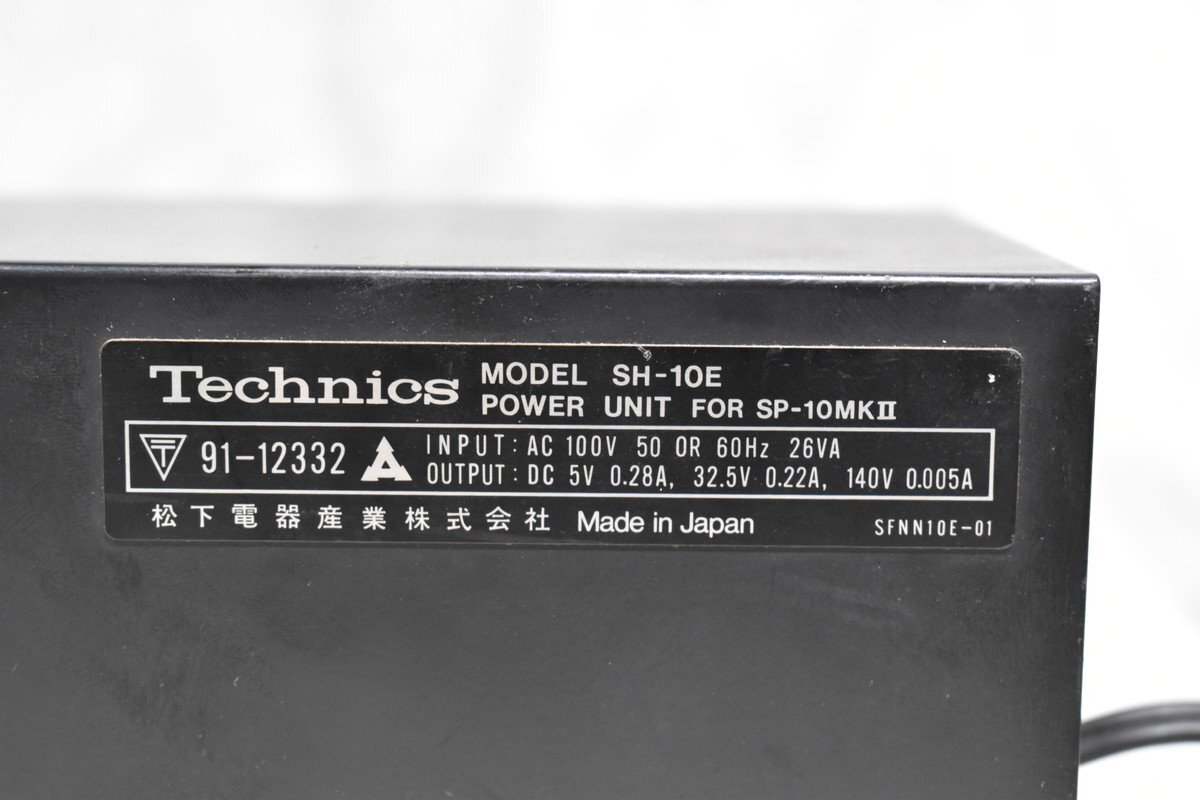 Technics MODEL SH-10E
POWER UNIT FOR SP-10MKⅡ
〒 91-12332 INPUT: AC 100V 50 OR 60Hz 26VA
OUTPUT: DC 5V 0.28A, 32.5V 0.22A, 140V 0.005A
松下電器産業株式会社 Made in Japan SFNN10E-01